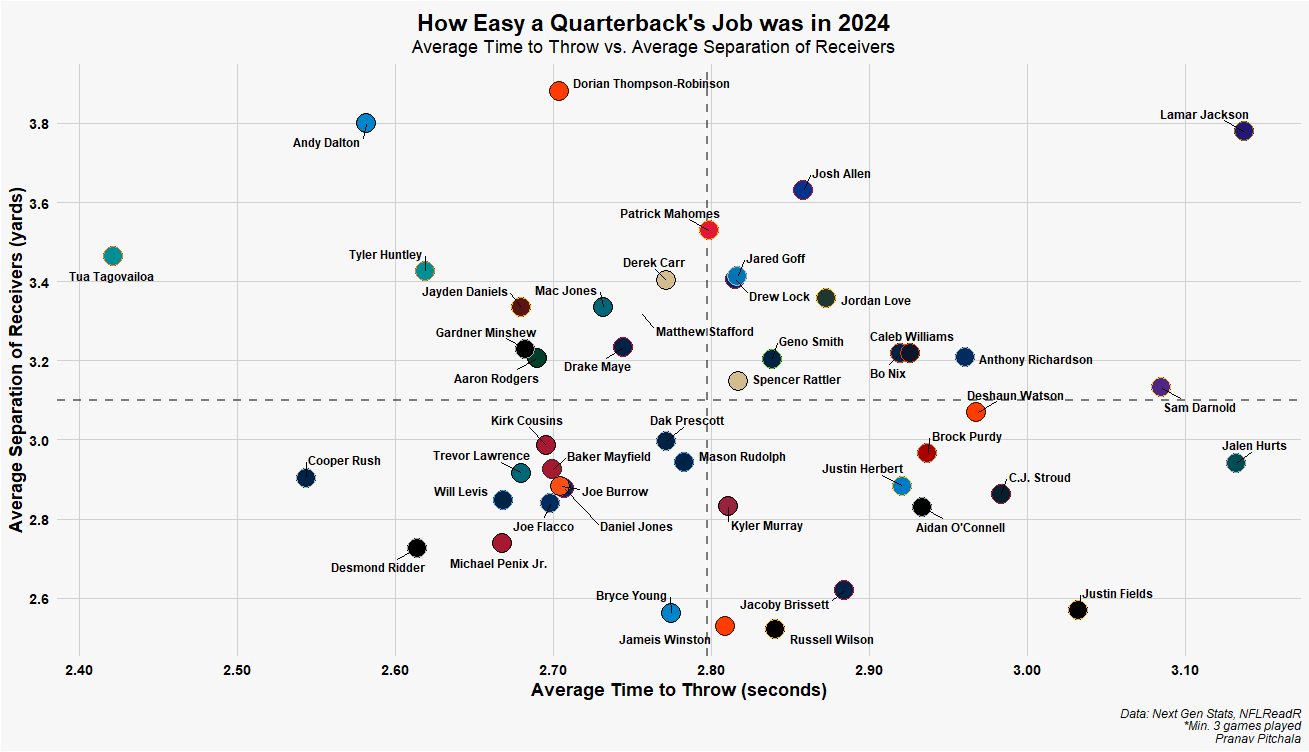 How Easy a Quarterback's Job was in 2024
Average Time to Throw vs. Average Separation of Receivers
Dorian Thompson-Robinson
Lamar Jackson
3.8
Andy Dalton
Josh Allen
3.6
Patrick Mahomes
Tyler Huntley
Derek Carr
Jared Goff
Tua Tagovailoa
3.4
Jayden Daniels
Mac Jones
Drew Lock
Jordan Love
Gardner Minshew
Matthew Stafford
Caleb Williams
Geno Smith
Anthony Richardson
3.2
Drake Maye
Bo Nix
Aaron Rodgers
Spencer Rattler
Deshaun Watson
Sam Darnold
Kirk Cousins
Dak Prescott
3.0
Brock Purdy
Jalen Hurts
Trevor Lawrence
Baker Mayfield
Mason Rudolph
Cooper Rush
Justin Herbert
C.J. Stroud
Will Levis
Joe Burrow
2.8
Joe Flacco
Daniel Jones
Kyler Murray
Aidan O'Connell
Desmond Ridder
Michael Penix Jr.
Bryce Young
Justin Fields
2.6
Jacoby Brissett
Jameis Winston
Russell Wilson
Average Separation of Receivers (yards)
2.40 2.50 2.60 2.70 2.80 2.90 3.00 3.10
Average Time to Throw (seconds)
Data: Next Gen Stats, NFLReadR
*Min. 3 games played
Pranav Pitchala